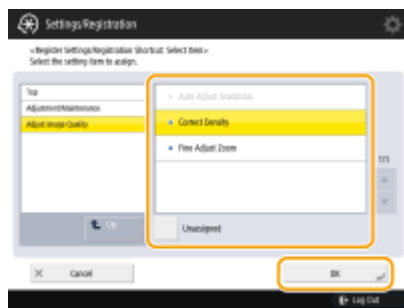 Settings/Registration
<Register Settings/Registration Shortcut: Select Item>
Select the setting item to assign.
Top
Adjustment/Maintenance
Adjust Image Quality
Auto Adjust Gradation
Correct Density
Fine Adjust Zoom
1/1
Up
Unassigned
Cancel
OK
Log Out